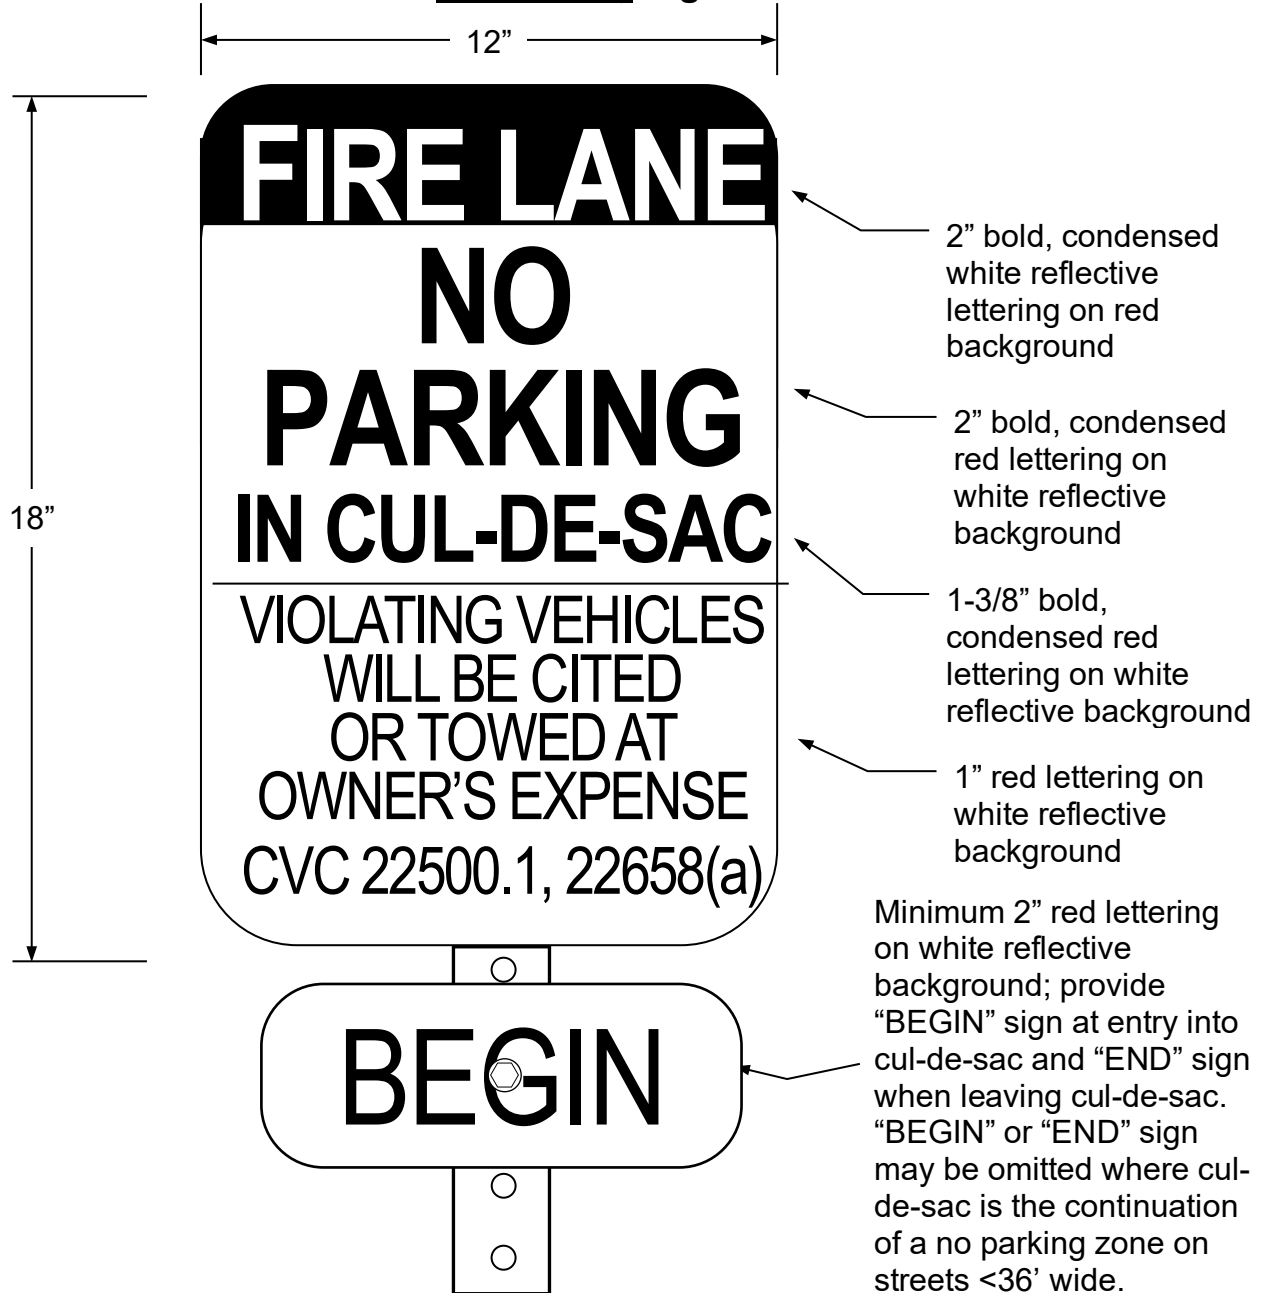 12”
FIRE LANE
NO
PARKING
IN CUL-DE-SAC
VIOLATING VEHICLES
WILL BE CITED
OR TOWED AT
OWNER’S EXPENSE
CVC 22500.1, 22658(a)
BEGIN
18”
2” bold, condensed
white reflective
lettering on red
background
2” bold, condensed
red lettering on
white reflective
background
1-3/8” bold,
condensed red
lettering on white
reflective background
1” red lettering on
white reflective
background
Minimum 2” red lettering
on white reflective
background; provide
“BEGIN” sign at entry into
cul-de-sac and “END” sign
when leaving cul-de-sac.
“BEGIN” or “END” sign
may be omitted where cul-
de-sac is the continuation
of a no parking zone on
streets <36’ wide.